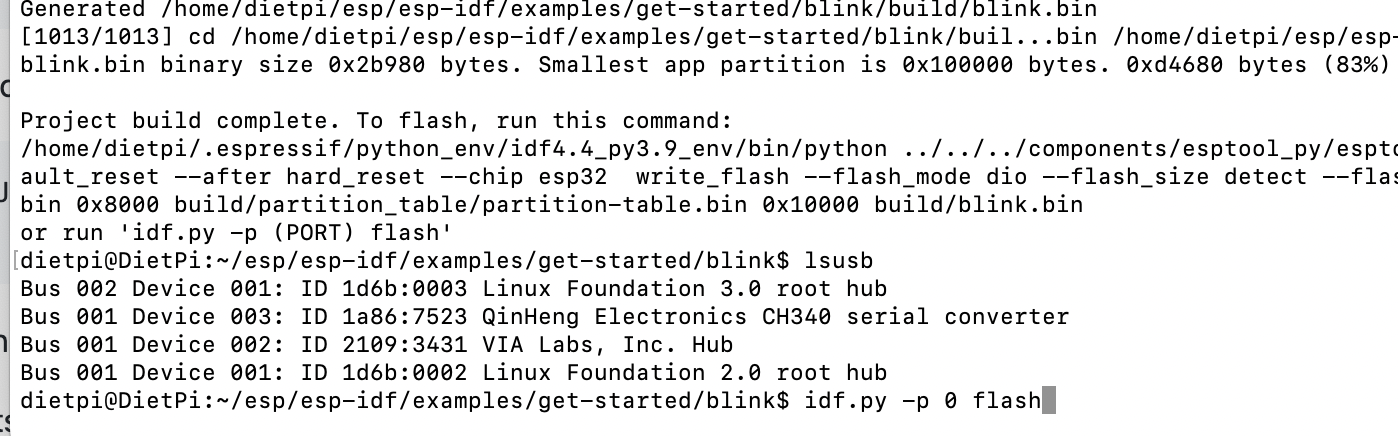 Generated /home/dietpi/esp/esp-idf/examples/get-started/blink/build/blink.bin
[1013/1013] cd /home/dietpi/esp/esp-idf/examples/get-started/blink/buil...bin /home/dietpi/esp/esp-
blink.bin binary size 0x2b980 bytes. Smallest app partition is 0x100000 bytes. 0xd4680 bytes (83%)
Project build complete. To flash, run this command:
/home/dietpi/.espressif/python_env/idf4.4_py3.9_env/bin/python ../../../components/esptool_py/esptc
ault_reset --after hard_reset --chip esp32  write_flash --flash_mode dio --flash_size detect --flas
bin 0x8000 build/partition_table/partition-table.bin 0x10000 build/blink.bin
or run 'idf.py -p (PORT) flash'
[dietpi@DietPi:~/esp/esp-idf/examples/get-started/blink$ lsusb
Bus 002 Device 001: ID 1d6b:0003 Linux Foundation 3.0 root hub
Bus 001 Device 003: ID 1a86:7523 QinHeng Electronics CH340 serial converter
Bus 001 Device 002: ID 2109:3431 VIA Labs, Inc. Hub
Bus 001 Device 001: ID 1d6b:0002 Linux Foundation 2.0 root hub
dietpi@DietPi:~/esp/esp-idf/examples/get-started/blink$ idf.py -p 0 flash